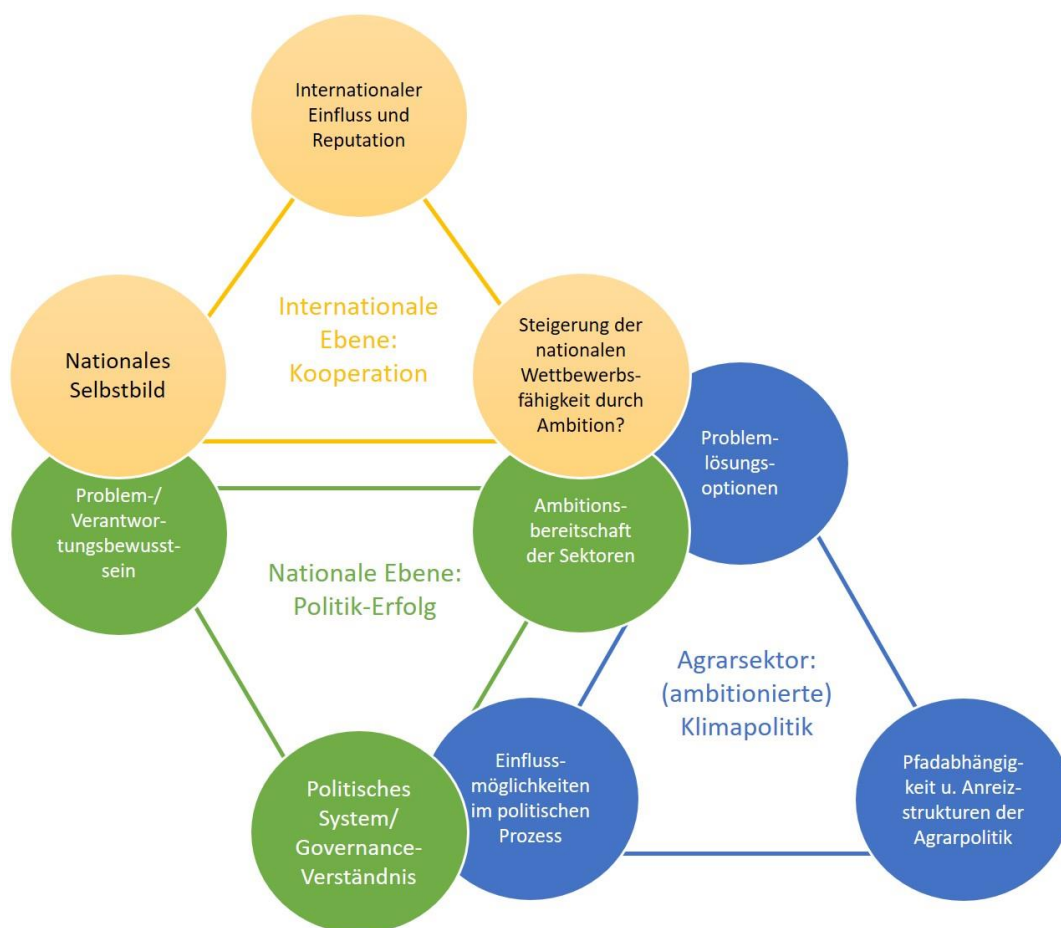 Internationaler
Einfluss und
Reputation
Internationale
Ebene:
Kooperation
Nationales
Selbstbild
Steigerung der
nationalen
Wettbewerbs-
fähigkeit durch
Ambition?
Problem-
lösungs-
optionen
Problem-/
Verantwor-
tungsbewusst-
sein
Ambitions-
bereitschaft
der Sektoren
Nationale Ebene:
Politik-Erfolg
Agrarsektor:
(ambitionierte)
Klimapolitik
Politisches
System/
Governance-
Verständnis
Einfluss-
möglichkeiten
im politischen
Prozess
Pfadabhängig-
keit u. Anreiz-
strukturen der
Agrarpolitik